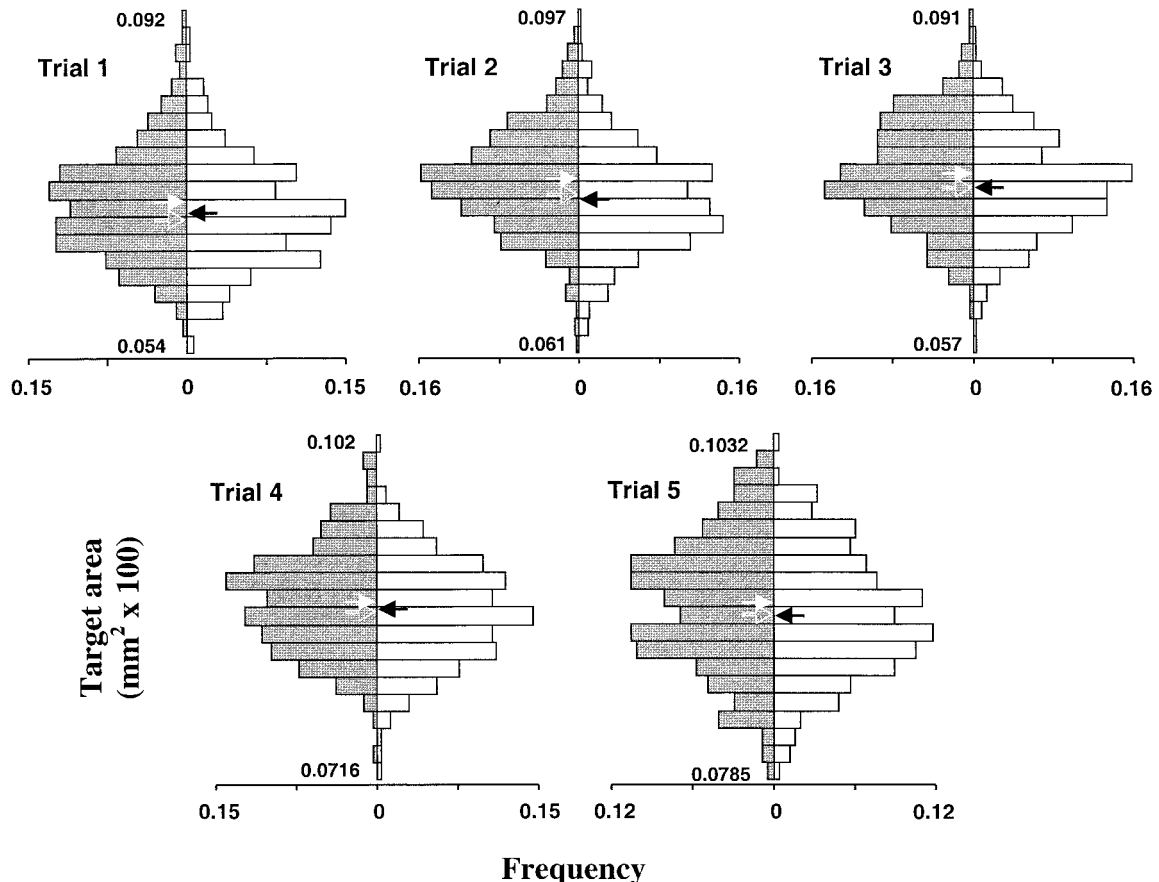 0.092
Trial 1
0.054
0.15 0 0.15
0.097
Trial 2
0.061
0.16 0 0.16
0.091
Trial 3
0.057
0.16 0 0.16
0.102
Trial 4
0.0716
0.15 0 0.15
0.1032
Trial 5
0.0785
0.12 0 0.12
Target area
(mm² x 100)
Frequency